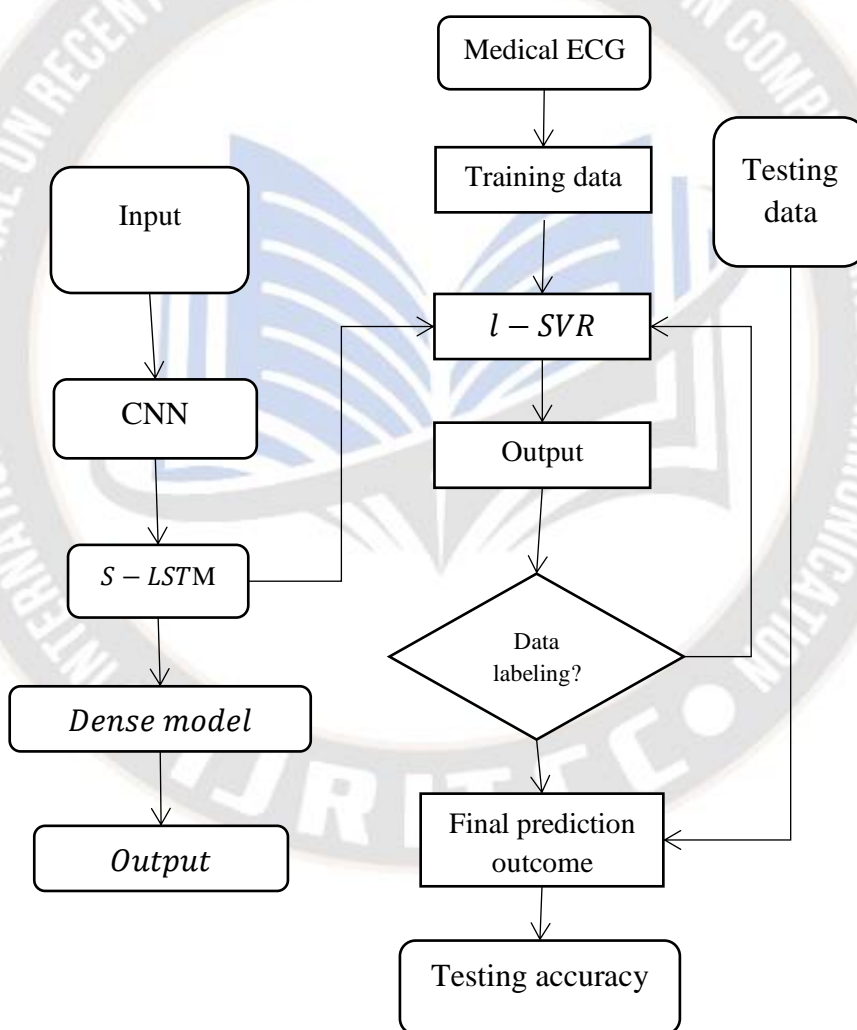 Medical ECG
Training data
Testing
data
Input
l − SVR
CNN
Output
S − LSTM
Data
labeling?
Dense model
Final prediction
outcome
Output
Testing accuracy
IJRITCC